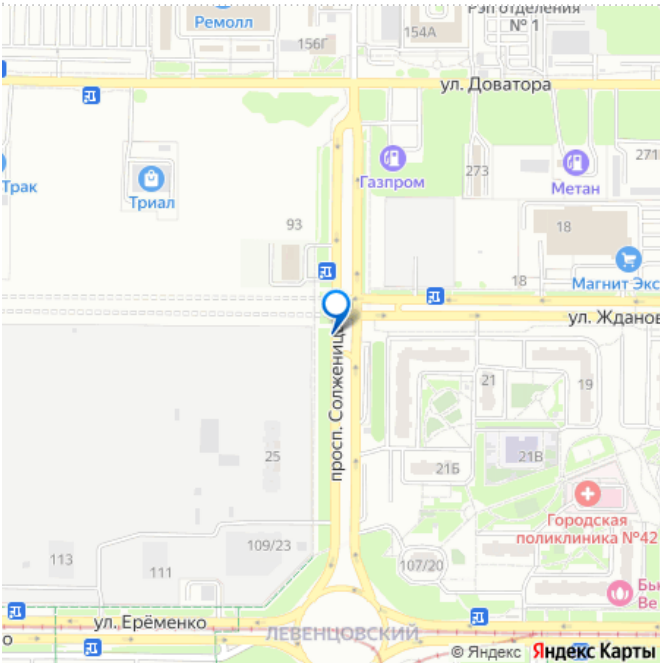 Ремолл
156Г
154А
РЭП отделения
№ 1
ул. Доватора
Трак
Триал
Газпром
273
Метан
271
93
18
Магнит Экс
18
ул. Жданов
просп. Солжениц
21
19
25
21Б
21В
Городская
поликлиника №42
109/23
113
111
107/20
Ве
ул. Ерёменко
ЛЕВЕНЦОВСКИЙ
о
© Яндекс Яндекс Карты